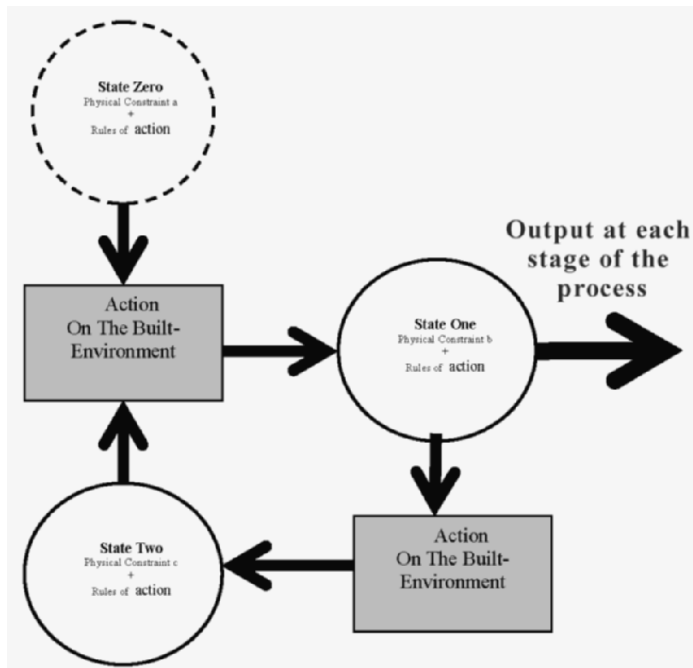 State Zero
Physical Constraint a
+
Rules of action
Output at each
stage of the
process
Action
On The Built-
Environment
State One
Physical Constraint b
+
Rules of action
State Two
Physical Constraint c
+
Rules of action
Action
On The Built-
Environment